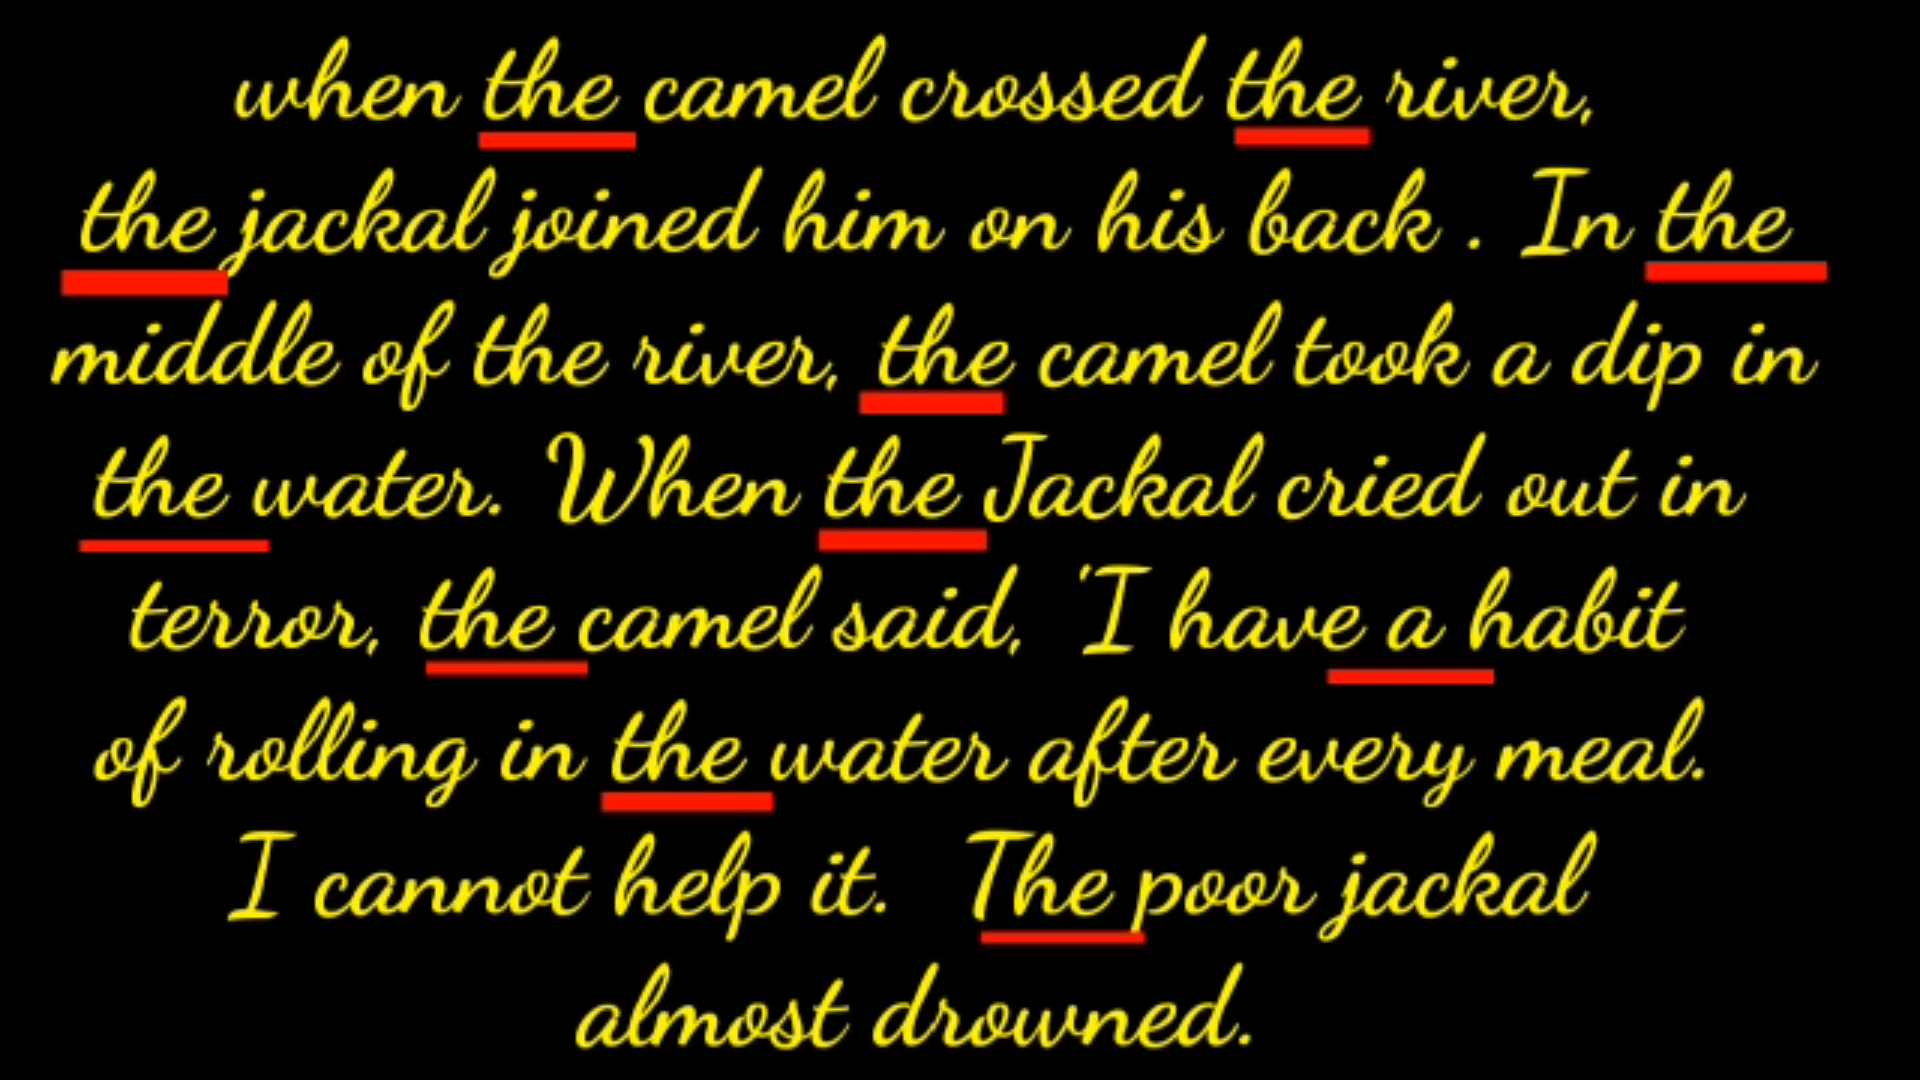 when the camel crossed the river,
the jackal joined him on his back . In the
middle of the river, the camel took a dip in
the water. When the Jackal cried out in
terror, the camel said, 'I have a habit
of rolling in the water after every meal.
I cannot help it. The poor jackal
almost drowned.